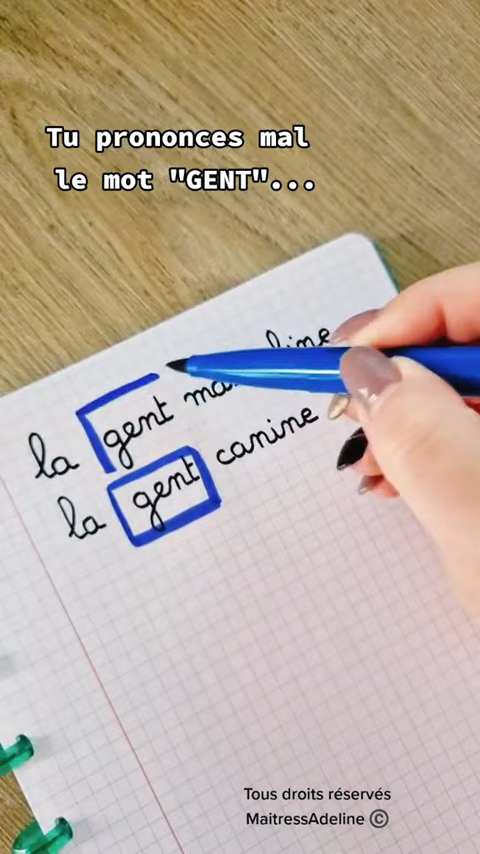 Tu prononces mal
le mot "GENT"...
la gent
la gent canine
Tous droits réservés
MaitressAdeline ©